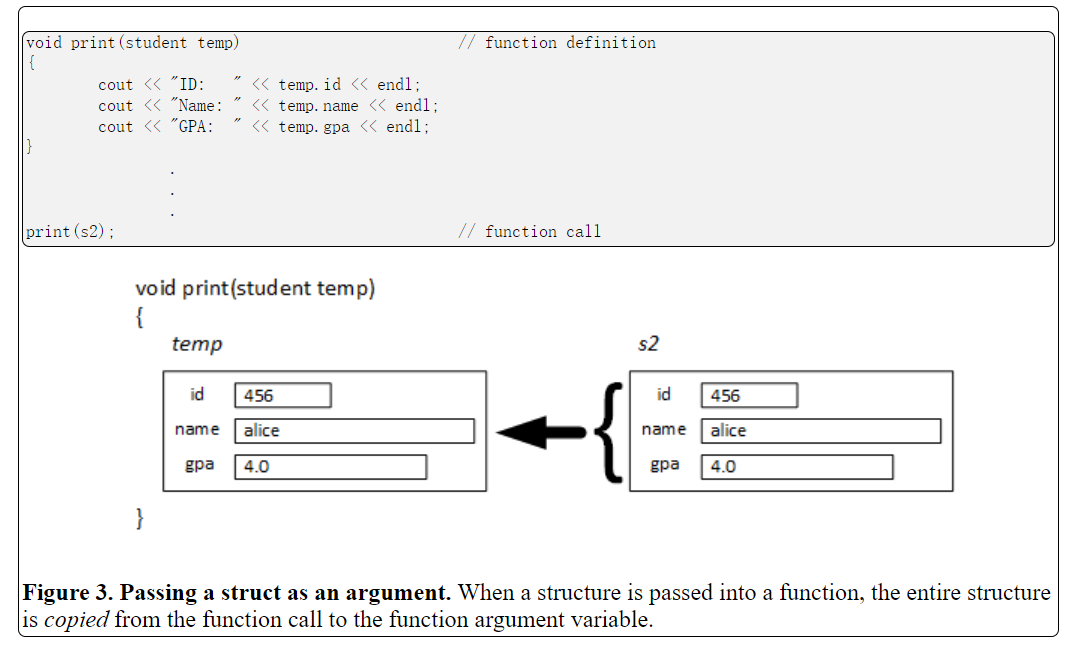 void print(student temp) // function definition
{
cout << "ID:   " << temp.id << endl;
cout << "Name: " << temp.name << endl;
cout << "GPA:  " << temp.gpa << endl;
}
.
.
.
print(s2); // function call
void print(student temp)
{
temp s2
id 456 id 456
name alice name alice
gpa 4.0 gpa 4.0
}
Figure 3. Passing a struct as an argument. When a structure is passed into a function, the entire structure
is copied from the function call to the function argument variable.